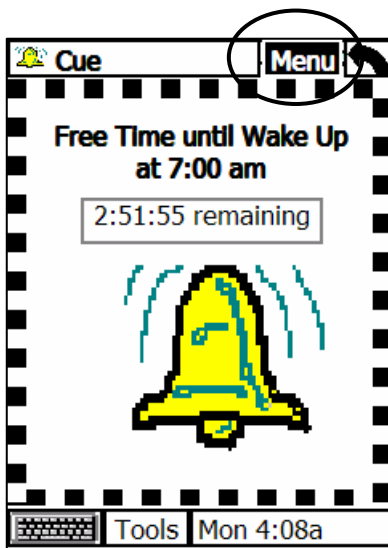 Cue Menu
Free Time until Wake Up
at 7:00 am
2:51:55 remaining
Tools Mon 4:08a